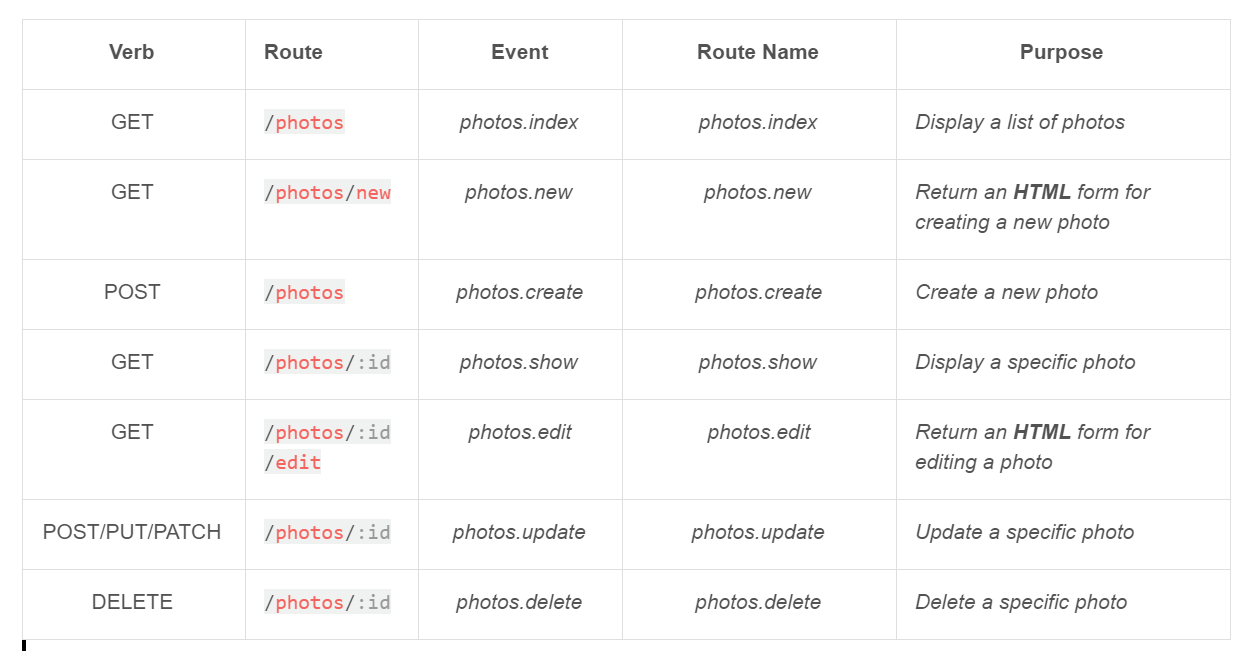 Verb Route Event Route Name Purpose
GET /photos photos.index photos.index Display a list of photos
GET /photos/new photos.new photos.new Return an HTML form for
creating a new photo
POST /photos photos.create photos.create Create a new photo
GET /photos/:id photos.show photos.show Display a specific photo
GET /photos/:id photos.edit photos.edit Return an HTML form for
/edit editing a photo
POST/PUT/PATCH /photos/:id photos.update photos.update Update a specific photo
DELETE /photos/:id photos.delete photos.delete Delete a specific photo